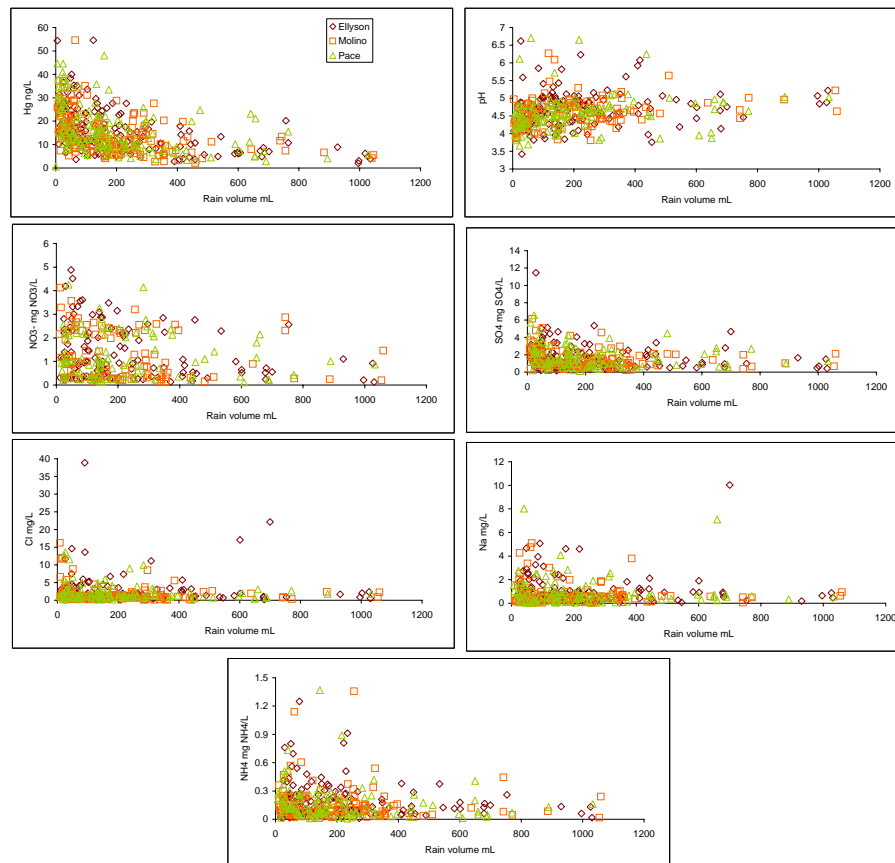 60
50
40
30
20
10
0
0 200 400 600 800 1000 1200
Hg ng/L
Rain volume mL
Ellyson
Molino
Pace
7
6.5
6
5.5
5
4.5
4
3.5
3
0 200 400 600 800 1000 1200
pH
Rain volume mL
6
5
4
3
2
1
0
0 200 400 600 800 1000 1200
NO3- mg NO3/L
Rain volume mL
14
12
10
8
6
4
2
0
0 200 400 600 800 1000 1200
SO4 mg SO4/L
Rain volume mL
40
35
30
25
20
15
10
5
0
0 200 400 600 800 1000 1200
Cl mg/L
Rain volume mL
12
10
8
6
4
2
0
0 200 400 600 800 1000 1200
Na mg/L
Rain volume mL
1.5
1.2
0.9
0.6
0.3
0
0 200 400 600 800 1000 1200
NH4 mg NH4/L
Rain volume mL